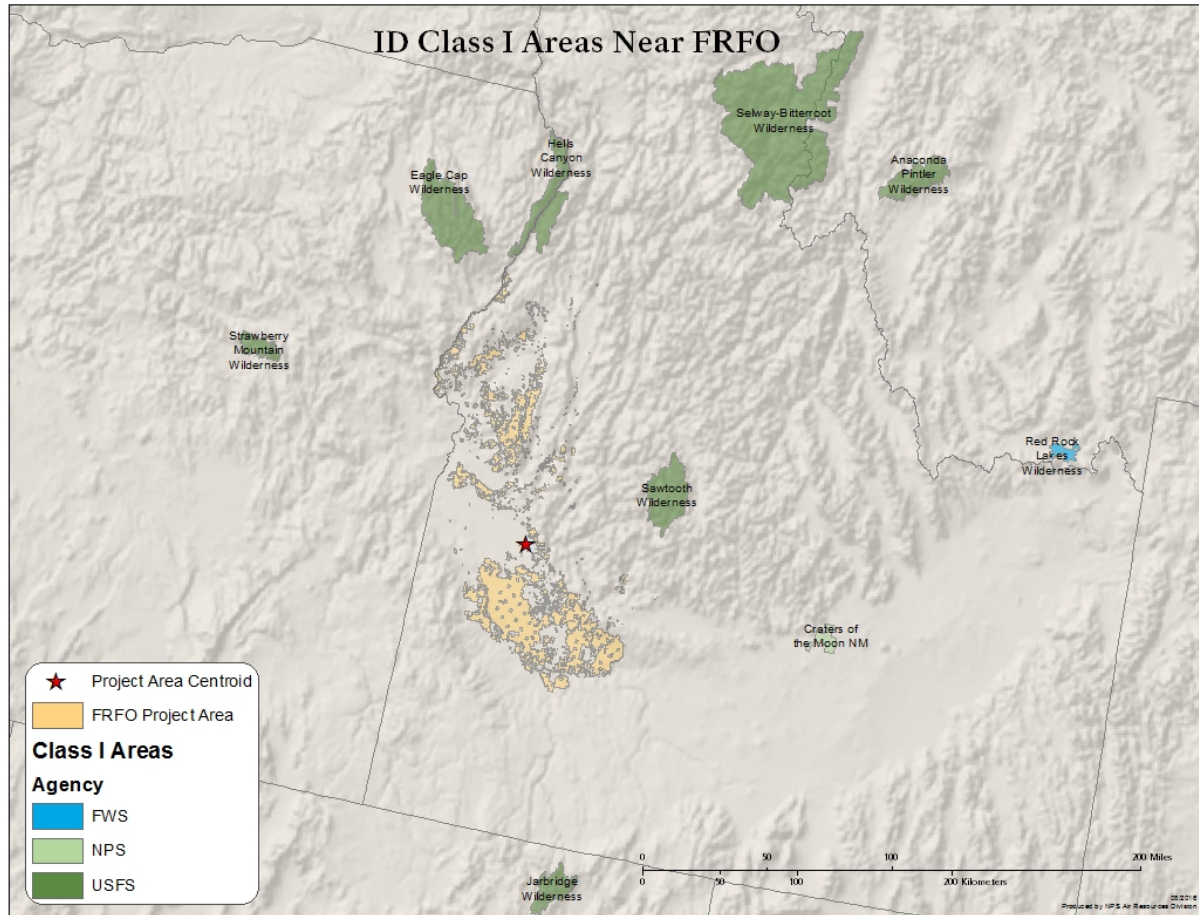 ID Class I Areas Near FRFO
Selway-Bitterroot
Wilderness
Hells
Canyon
Wilderness
Anaconda
Pintler
Wilderness
Eagle Cap
Wilderness
Strawberry
Mountain
Wilderness
Red Rock
Lakes
Wilderness
Sawtooth
Wilderness
Craters of
the Moon NM
Project Area Centroid
FRFO Project Area
Class I Areas
Agency
FWS
NPS
USFS
Jarbridge
Wilderness
0 50 100 200 Miles
0 50 100 200 Kilometers
05/2016
Produced by NPS Air Resources Division